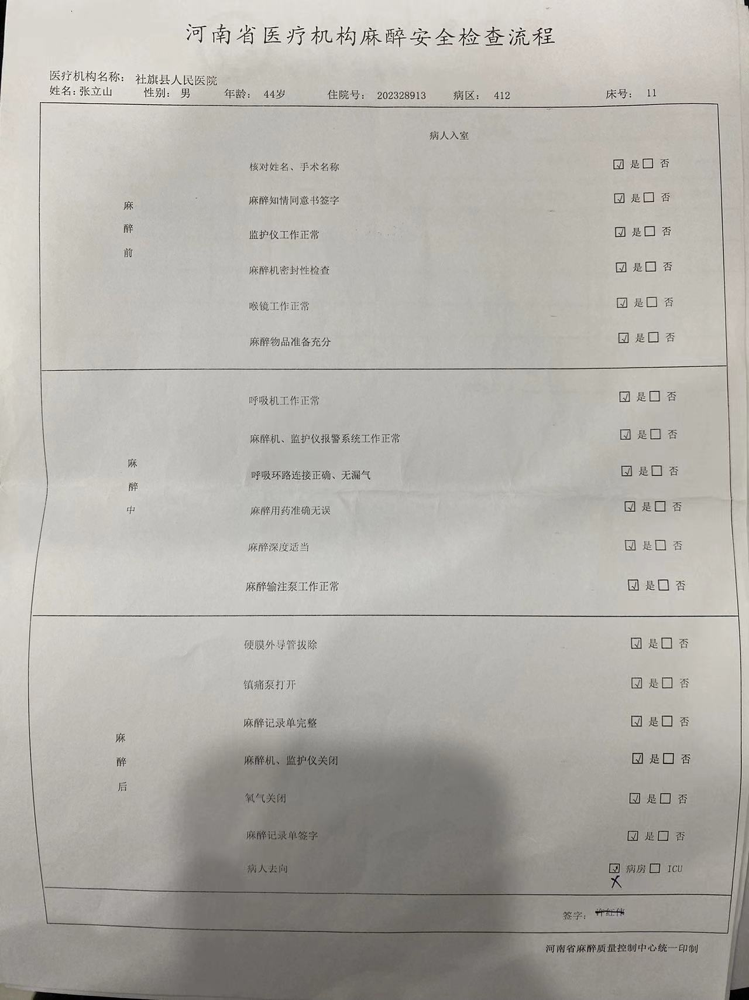 河南省医疗机构麻醉安全检查流程
医疗机构名称： 社旗县人民医院
姓名：张立山 性别： 男 年龄： 44岁 住院号： 202328913 病区： 412 床号： 11
病人入室
麻醉前
核对姓名、手术名称 ☑ 是 □ 否
麻醉知情同意书签字 ☑ 是 □ 否
监护仪工作正常 ☑ 是 □ 否
麻醉机密封性检查 ☑ 是 □ 否
喉镜工作正常 ☑ 是 □ 否
麻醉物品准备充分 ☑ 是 □ 否
麻醉中
呼吸机工作正常 ☑ 是 □ 否
麻醉机、监护仪报警系统工作正常 ☑ 是 □ 否
呼吸环路连接正确、无漏气 ☑ 是 □ 否
麻醉用药准确无误 ☑ 是 □ 否
麻醉深度适当 ☑ 是 □ 否
麻醉输注泵工作正常 ☑ 是 □ 否
麻醉后
硬膜外导管拔除 ☑ 是 □ 否
镇痛泵打开 ☑ 是 □ 否
麻醉记录单完整 ☑ 是 □ 否
麻醉机、监护仪关闭 ☑ 是 □ 否
氧气关闭 ☑ 是 □ 否
麻醉记录单签字 ☑ 是 □ 否
病人去向 ☑ 病房 □ ICU
X
签字：
河南省麻醉质量控制中心统一印制